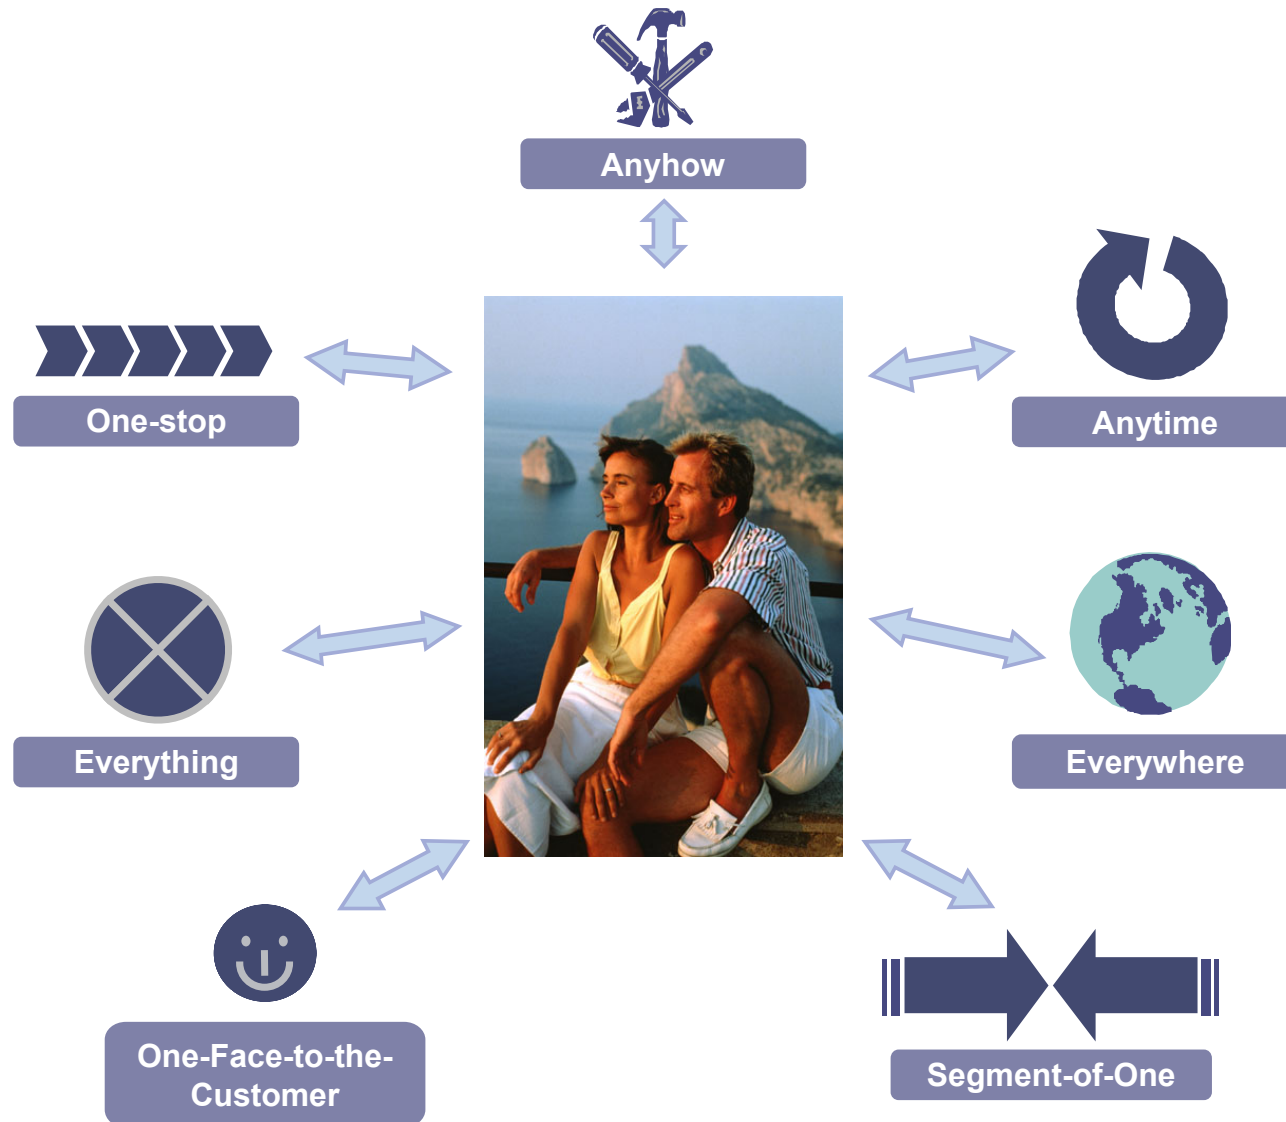 Anyhow
One-stop
Anytime
Everything
Everywhere
One-Face-to-the-
Customer
Segment-of-One